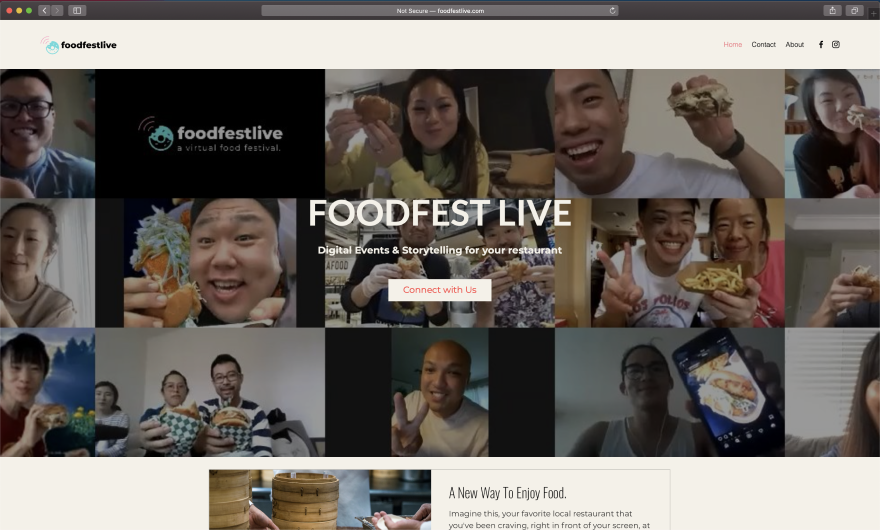 Not Secure — foodfestlive.com
foodfestlive
Home Contact About
foodfestlive
a virtual food festival.
FOODFEST LIVE
Digital Events & Storytelling for your restaurant
Connect with Us
A New Way To Enjoy Food.
Imagine this, your favorite local restaurant that
you've been craving, right in front of your screen, at